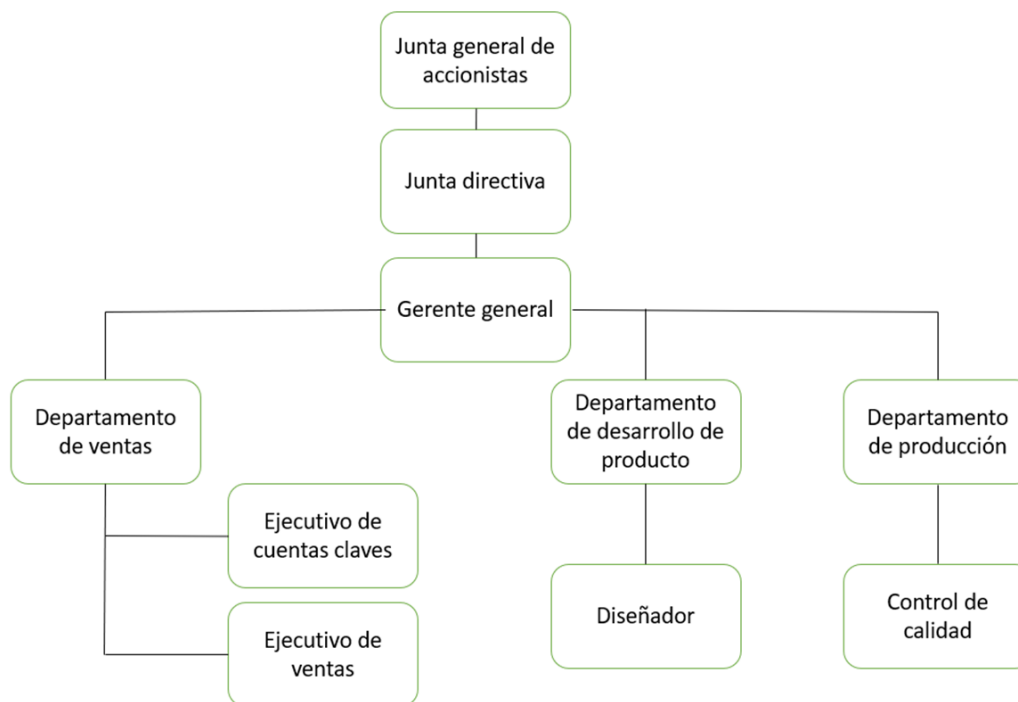 Junta general de
accionistas
Junta directiva
Gerente general
Departamento
de ventas
Departamento
de desarrollo de
producto
Departamento
de producción
Ejecutivo de
cuentas claves
Ejecutivo de
ventas
Diseñador
Control de
calidad